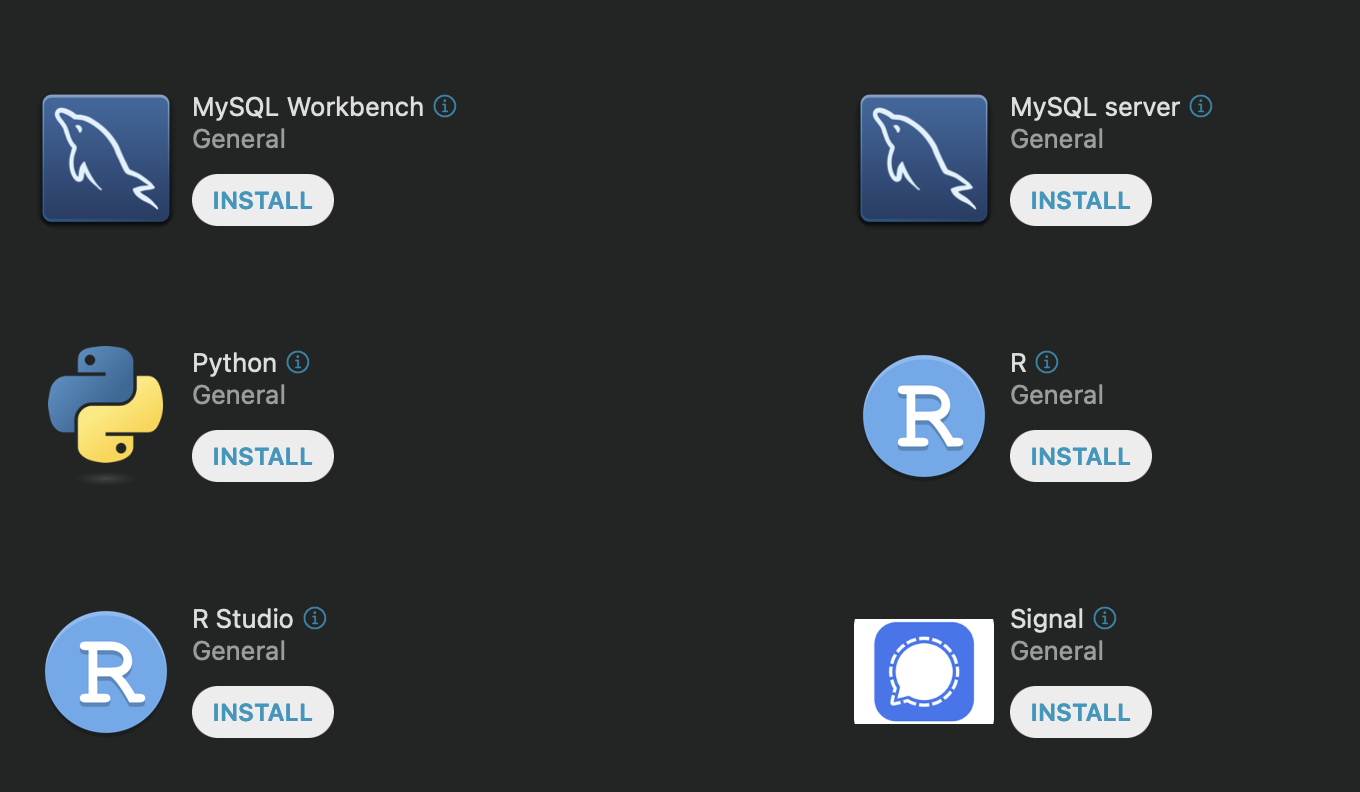 MySQL Workbench
General
INSTALL
MySQL server
General
INSTALL
Python
General
INSTALL
R
R
General
INSTALL
R
R Studio
General
INSTALL
Signal
General
INSTALL